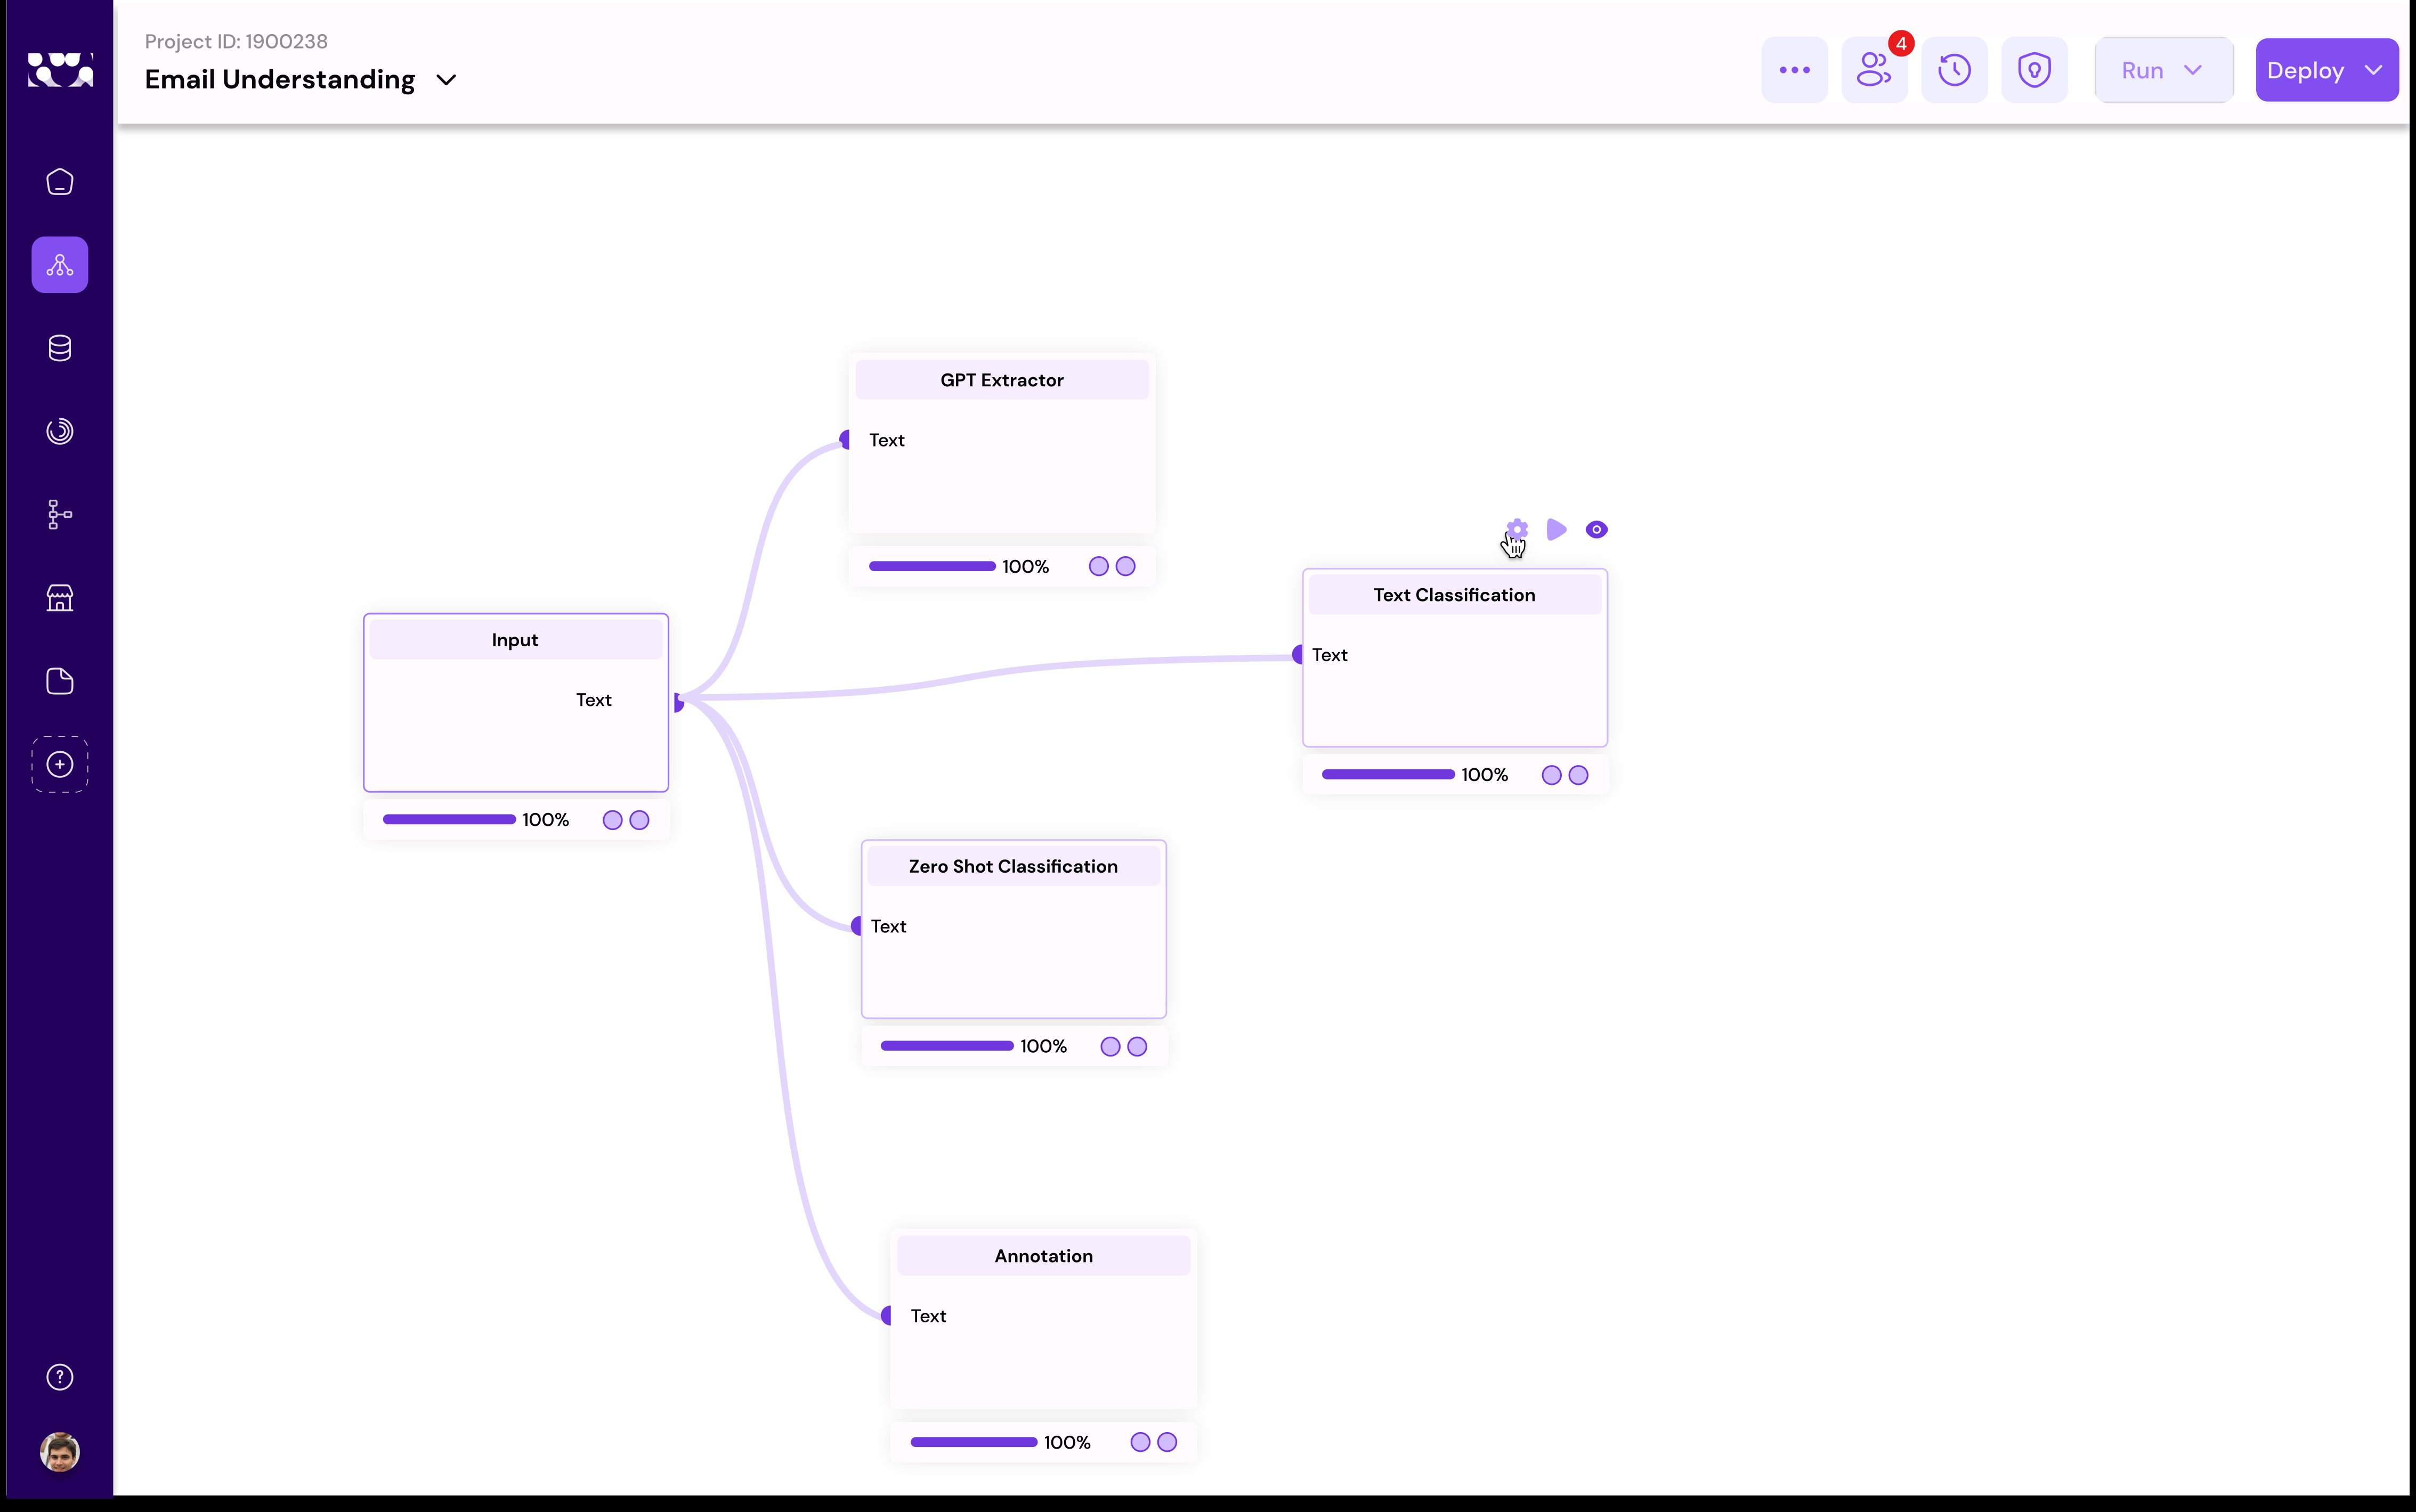 Project ID: 1900238
Email Understanding
4
Run
Deploy
GPT Extractor
Text
100%
Text Classification
Text
100%
Input
Text
100%
Zero Shot Classification
Text
100%
Annotation
Text
100%
?